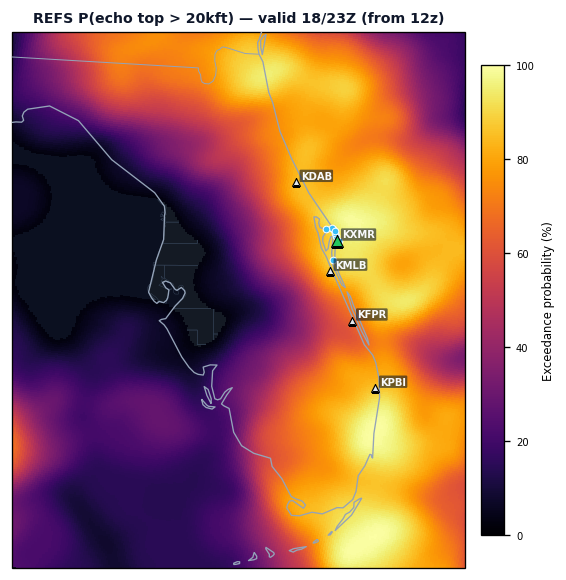 REFS P(echo top > 20kft) — valid 18/23Z (from 12z)
KDAB
KXMR
KMLB
KFPR
KPBI
100
80
60
40
20
0
Exceedance probability (%)